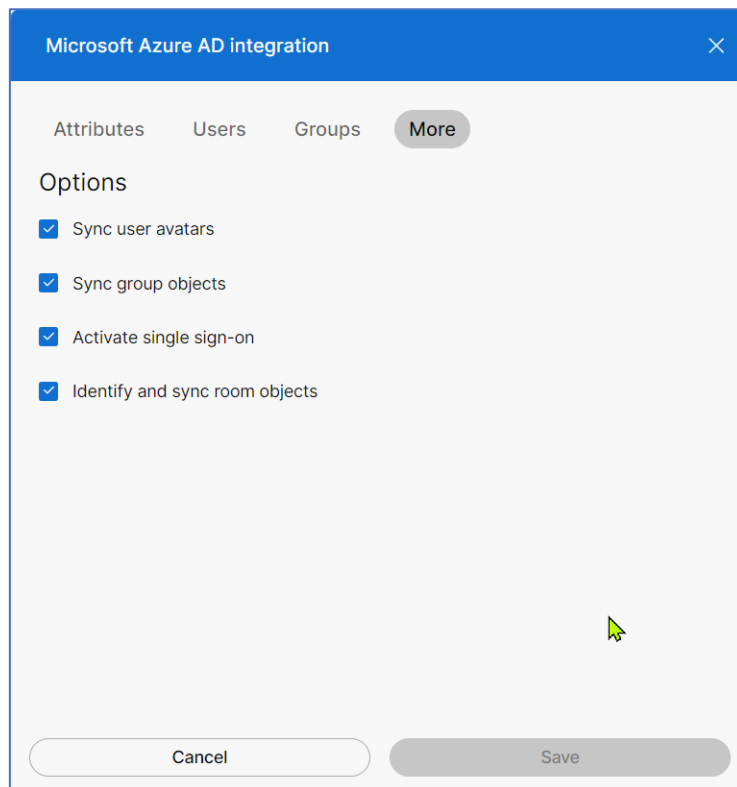 Microsoft Azure AD integration
Attributes Users Groups More
Options
Sync user avatars
Sync group objects
Activate single sign-on
Identify and sync room objects
Cancel Save